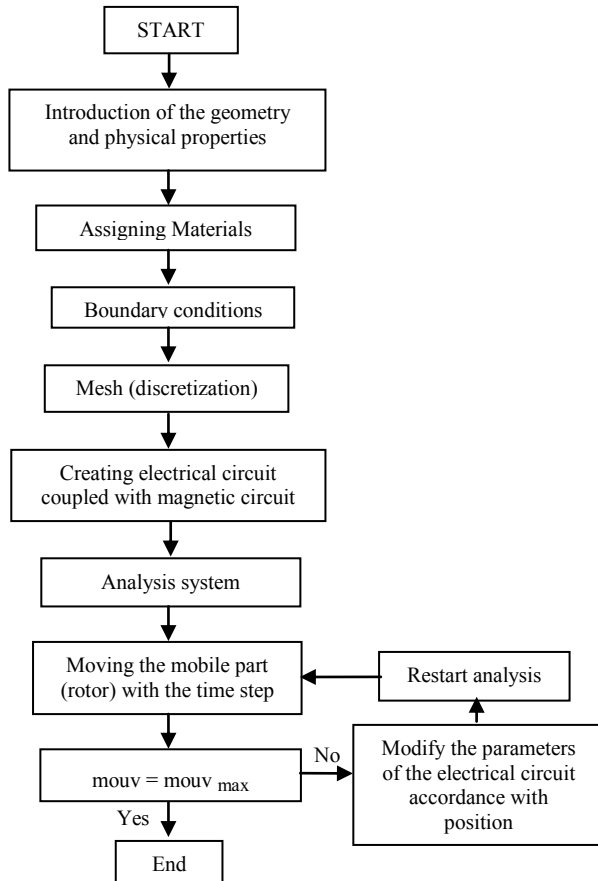 START
Introduction of the geometry
and physical properties
Assigning Materials
Boundary conditions
Mesh (discretization)
Creating electrical circuit
coupled with magnetic circuit
Analysis system
Moving the mobile part
(rotor) with the time step
Restart analysis
mouv = mouv max
No
Modify the parameters
of the electrical circuit
accordance with
position
Yes
End